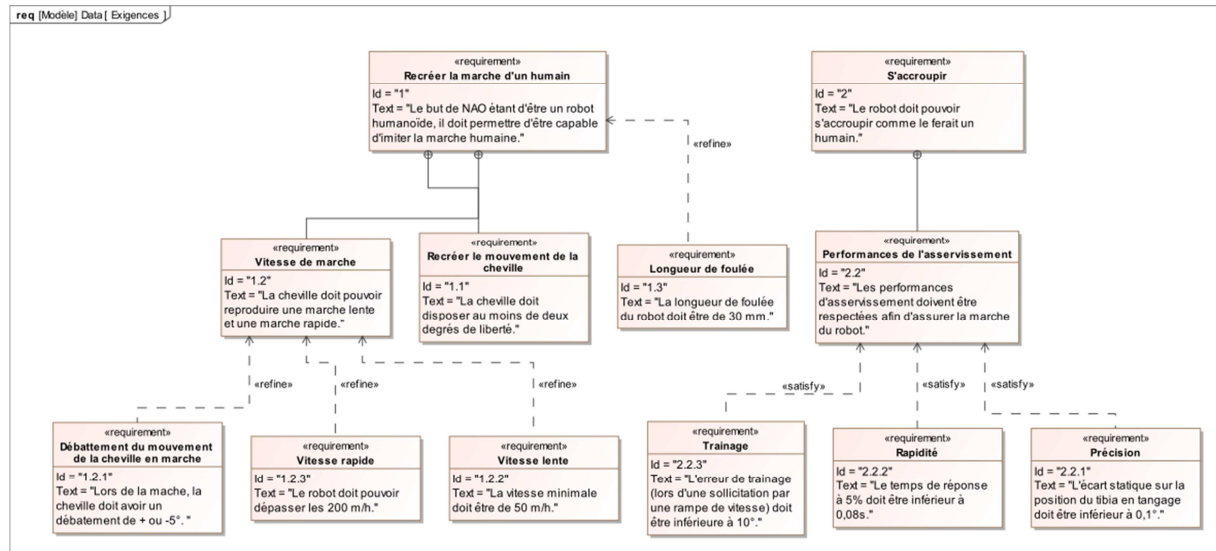 req [Modèle] Data [ Exigences ]
«requirement»
Recréer la marche d'un humain
Id = "1"
Text = "Le but de NAO étant d'être un robot
humanoïde, il doit permettre d'être capable
d'imiter la marche humaine."
«requirement»
S'accroupir
Id = "2"
Text = "Le robot doit pouvoir
s'accroupir comme le ferait un
humain."
«refine»
«requirement»
Vitesse de marche
Id = "1.2"
Text = "La cheville doit pouvoir
reproduire une marche lente
et une marche rapide."
«requirement»
Recréer le mouvement de la
cheville
Id = "1.1"
Text = "La cheville doit
disposer au moins de deux
degrés de liberté."
«requirement»
Longueur de foulée
Id = "1.3"
Text = "La longueur de foulée
du robot doit être de 30 mm."
«requirement»
Performances de l'asservissement
Id = "2.2"
Text = "Les performances
d'asservissement doivent être
respectées afin d'assurer la marche
du robot."
«refine»
«refine»
«refine»
«satisfy»
«satisfy»
«satisfy»
«requirement»
Débattement du mouvement
de la cheville en marche
Id = "1.2.1"
Text = "Lors de la mache, la
cheville doit avoir un
débatement de + ou -5°. "
«requirement»
Vitesse rapide
Id = "1.2.3"
Text = "Le robot doit pouvoir
dépasser les 200 m/h."
«requirement»
Vitesse lente
Id = "1.2.2"
Text = "La vitesse minimale
doit être de 50 m/h."
«requirement»
Trainage
Id = "2.2.3"
Text = "L'erreur de trainage
(lors d'une sollicitation par
une rampe de vitesse) doit
être inférieure à 10°."
«requirement»
Rapidité
Id = "2.2.2"
Text = "Le temps de réponse
à 5% doit être inférieur à
0,08s."
«requirement»
Précision
Id = "2.2.1"
Text = "L'écart statique sur la
position du tibia en tangage
doit être inférieur à 0,1°."